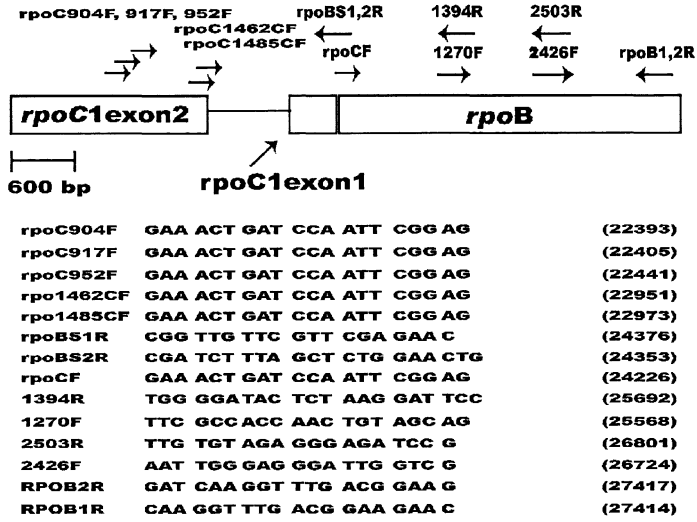 rpoC904F, 917F, 952F
rpoC1462CF
rpoC1485CF
rpoBS1,2R 1394R 2503R
rpoCF 1270F 2426F rpoB1,2R
rpoC1exon2 rpoB
600 bp
rpoC1exon1
rpoC904F GAA ACT GAT CCA ATT CGG AG (22393)
rpoC917F GAA ACT GAT CCA ATT CGG AG (22405)
rpoC952F GAA ACT GAT CCA ATT CGG AG (22441)
rpo1462CF GAA ACT GAT CCA ATT CGG AG (22951)
rpo1485CF GAA ACT GAT CCA ATT CGG AG (22973)
rpoBS1R CGG TTG TTC GTT CGA GAA C (24376)
rpoBS2R CGA TCT TTA GCT CTG GAA CTG (24353)
rpoCF GAA ACT GAT CCA ATT CGG AG (24226)
1394R TGG GGA TAC TCT AAG GAT TCC (25692)
1270F TTC GCC ACC AAC TGT AGC AG (25568)
2503R TTG TGT AGA GGG AGA TCC G (26801)
2426F AAT TGG GAG GGA TTG GTC G (26724)
RPOB2R GAT CAA GGT TTG ACG GAA G (27417)
RPOB1R CAA GGT TTG ACG GAA GAA C (27414)